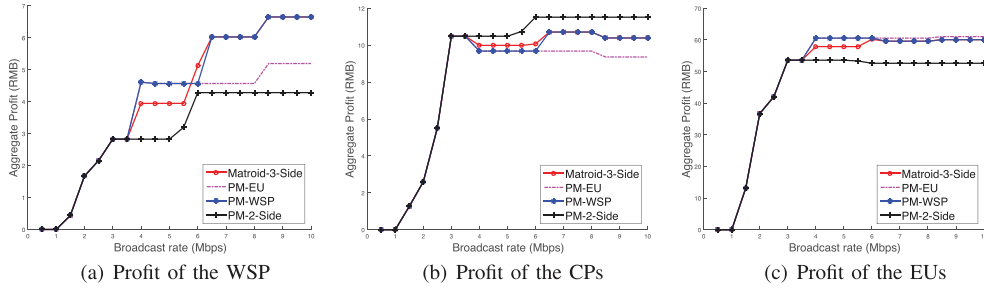 Aggregate Profit (RMB)
7
6
5
4
3
2
1
0
0 1 2 3 4 5 6 7 8 9 10
Broadcast rate (Mbps)
Matroid-3-Side
PM-EU
PM-WSP
PM-2-Side
(a) Profit of the WSP
Aggregate Profit (RMB)
12
10
8
6
4
2
0
0 1 2 3 4 5 6 7 8 9 10
Broadcast rate (Mbps)
Matroid-3-Side
PM-EU
PM-WSP
PM-2-Side
(b) Profit of the CPs
Aggregate Profit (RMB)
70
60
50
40
30
20
10
0
0 1 2 3 4 5 6 7 8 9 10
Broadcast rate (Mbps)
Matroid-3-Side
PM-EU
PM-WSP
PM-2-Side
(c) Profit of the EUs